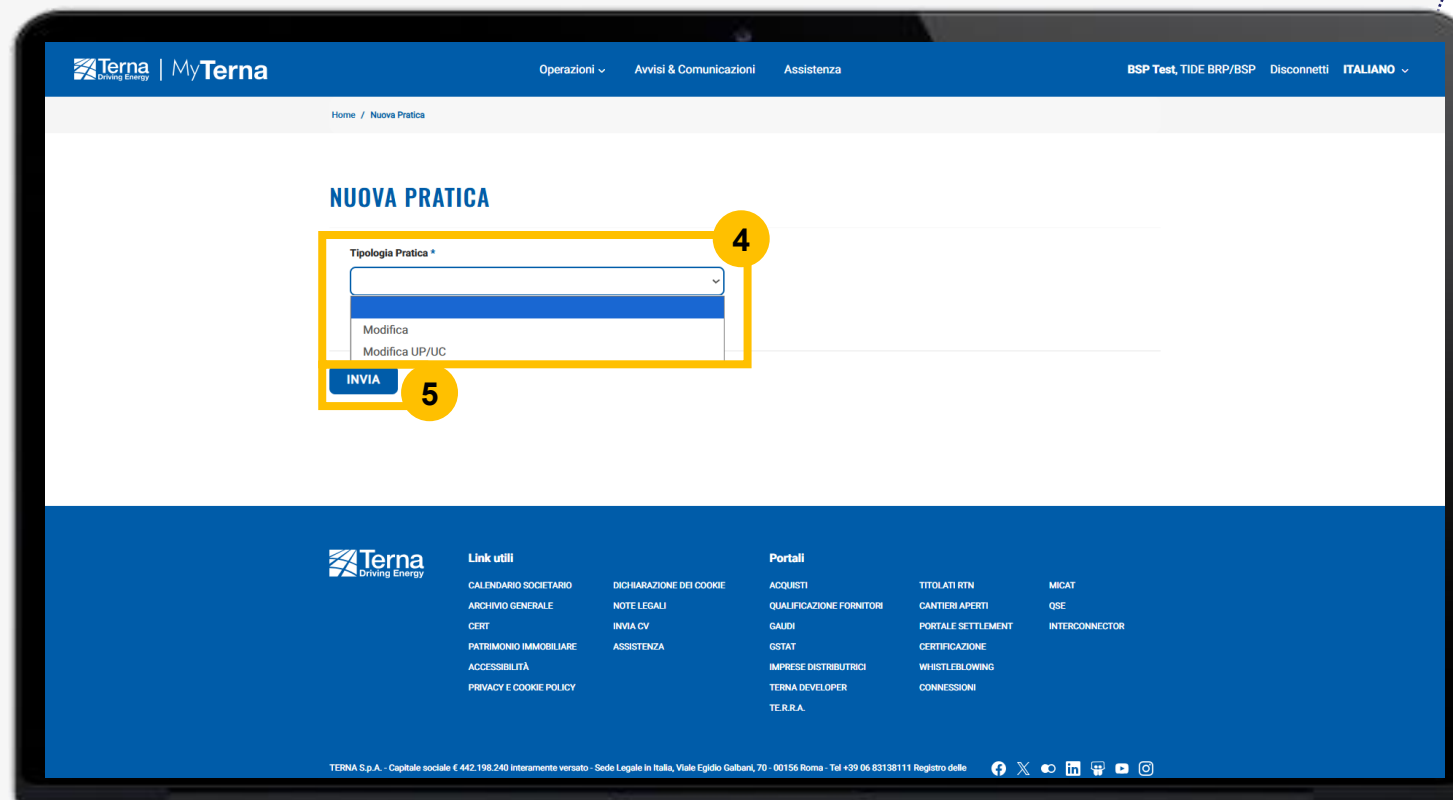 Terna
Driving Energy
MyTerna
Operazioni
Avvisi & Comunicazioni
Assistenza
BSP Test, TIDE BRP/BSP
Disconnetti
ITALIANO
Home / Nuova Pratica
NUOVA PRATICA
4
Tipologia Pratica *
Modifica
Modifica UP/UC
INVIA
5
Terna
Driving Energy
Link utili
CALENDARIO SOCIETARIO
ARCHIVIO GENERALE
CERT
PATRIMONIO IMMOBILIARE
ACCESSIBILITÀ
PRIVACY E COOKIE POLICY
DICHIARAZIONE DEI COOKIE
NOTE LEGALI
INVIA CV
ASSISTENZA
Portali
ACQUISTI
QUALIFICAZIONE FORNITORI
GAUDI
GSTAT
IMPRESE DISTRIBUTRICI
TERNA DEVELOPER
TE.R.R.A.
TITOLATI RTN
CANTIERI APERTI
PORTALE SETTLEMENT
CERTIFICAZIONE
WHISTLEBLOWING
CONNESSIONI
MICAT
QSE
INTERCONNECTOR
TERNA S.p.A. - Capitale sociale € 442.198.240 interamente versato - Sede Legale in Italia, Viale Egidio Galbani, 70 - 00156 Roma - Tel +39 06 83138111 Registro delle